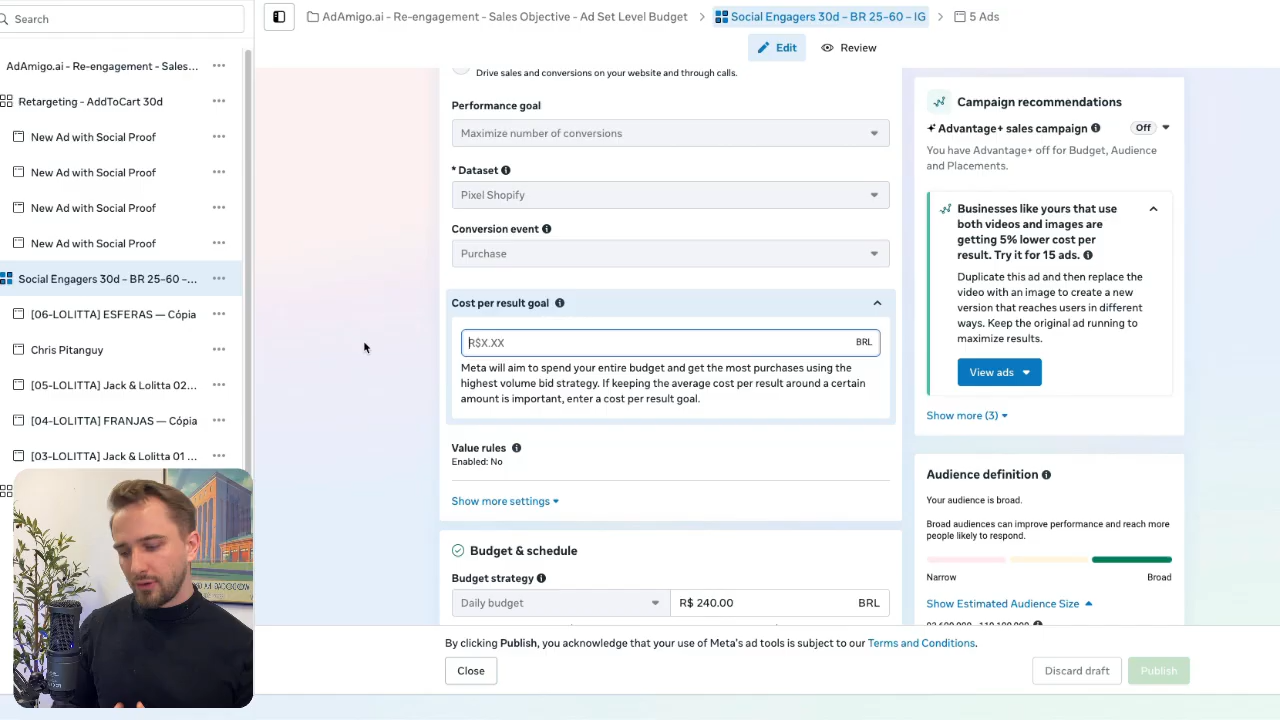 Search
AdAmigo.ai - Re-engagement - Sales Objective - Ad Set Level Budget
Social Engagers 30d – BR 25-60 – IG
5 Ads
Edit
Review
AdAmigo.ai - Re-engagement - Sales...
Retargeting - AddToCart 30d
New Ad with Social Proof
New Ad with Social Proof
New Ad with Social Proof
New Ad with Social Proof
Social Engagers 30d – BR 25-60 –...
[06-LOLITTA] ESFERAS — Cópia
Chris Pitanguy
[05-LOLITTA] Jack & Lolitta 02...
[04-LOLITTA] FRANJAS — Cópia
[03-LOLITTA] Jack & Lolitta 01 ...
Drive sales and conversions on your website and through calls.
Performance goal
Maximize number of conversions
* Dataset
Pixel Shopify
Conversion event
Purchase
Cost per result goal
R$X.XX
BRL
Meta will aim to spend your entire budget and get the most purchases using the
highest volume bid strategy. If keeping the average cost per result around a certain
amount is important, enter a cost per result goal.
Value rules
Enabled: No
Show more settings
Budget & schedule
Budget strategy
Daily budget
R$ 240.00
BRL
Campaign recommendations
Advantage+ sales campaign
Off
You have Advantage+ off for Budget, Audience
and Placements.
Businesses like yours that use
both videos and images are
getting 5% lower cost per
result. Try it for 15 ads.
Duplicate this ad and then replace the
video with an image to create a new
version that reaches users in different
ways. Keep the original ad running to
maximize results.
View ads
Show more (3)
Audience definition
Your audience is broad.
Broad audiences can improve performance and reach more
people likely to respond.
Narrow
Broad
Show Estimated Audience Size
By clicking Publish, you acknowledge that your use of Meta's ad tools is subject to our Terms and Conditions.
Close
Discard draft
Publish